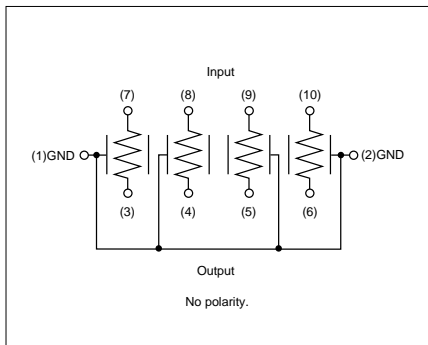 Input
(7) (8) (9) (10)
(1)GND (2)GND
(3) (4) (5) (6)
Output
No polarity.